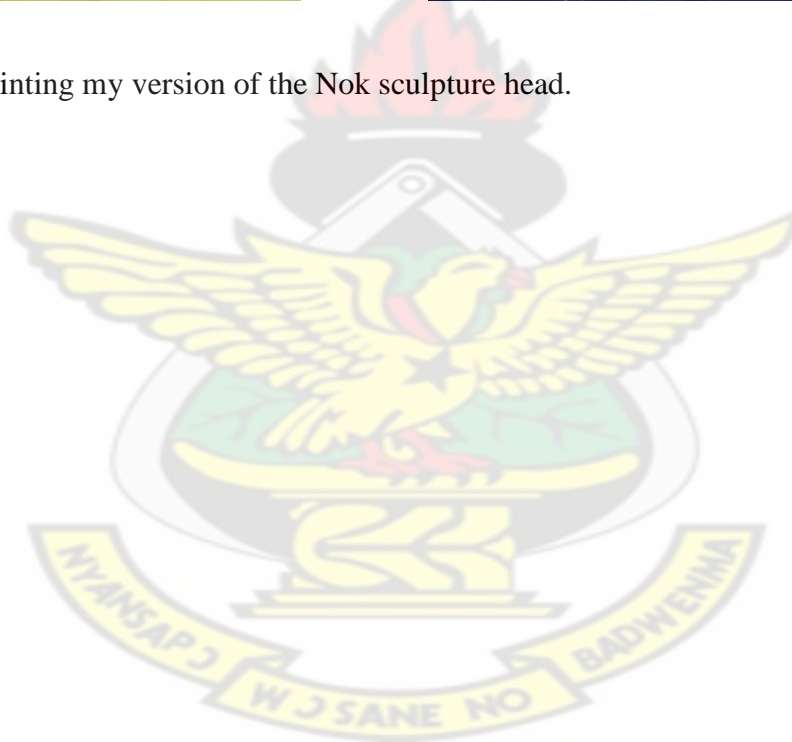 inting my version of the Nok sculpture head.
NYANSAPƆ
WƆSANE NO
BADWENMA